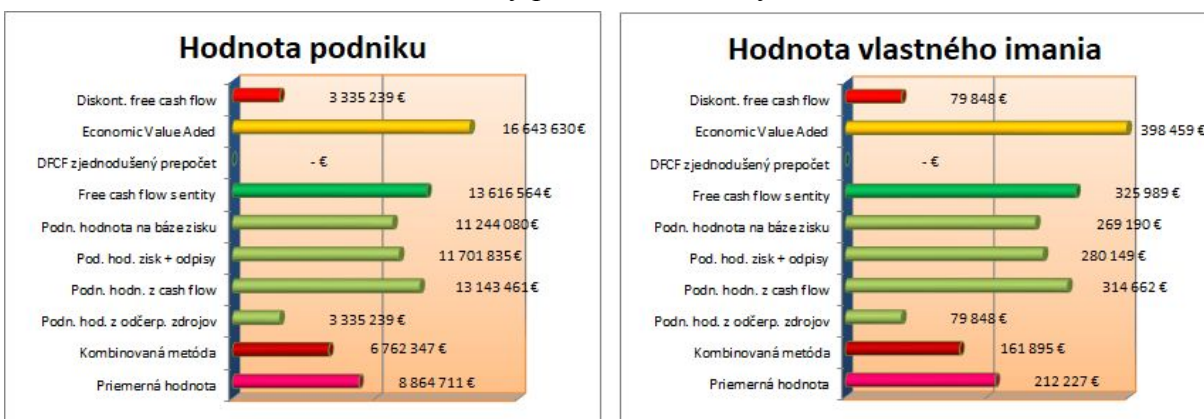 Hodnota podniku
Diskont. free cash flow 3 335 239 €
Economic Value Aded 16 643 630 €
DFCF zjednodušený prepočet - €
Free cash flow s entity 13 616 564 €
Podn. hodnota na báze zisku 11 244 080 €
Pod. hod. zisk + odpisy 11 701 835 €
Podn. hodn. z cash flow 13 143 461 €
Podn. hod. z odčerp. zdrojov 3 335 239 €
Kombinovaná metóda 6 762 347 €
Priemerná hodnota 8 864 711 €
Hodnota vlastného imania
Diskont. free cash flow 79 848 €
Economic Value Aded 398 459 €
DFCF zjednodušený prepočet - €
Free cash flow s entity 325 989 €
Podn. hodnota na báze zisku 269 190 €
Pod. hod. zisk + odpisy 280 149 €
Podn. hodn. z cash flow 314 662 €
Podn. hod. z odčerp. zdrojov 79 848 €
Kombinovaná metóda 161 895 €
Priemerná hodnota 212 227 €